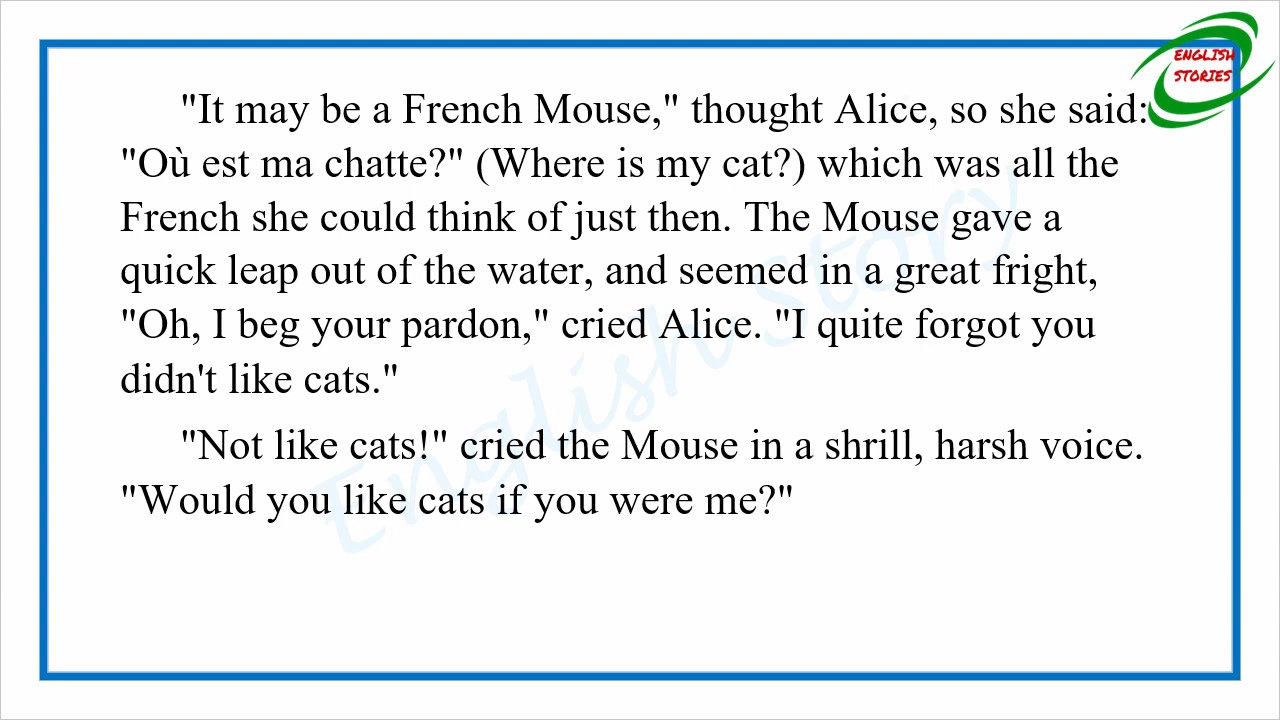 ENGLISH
STORIES
"It may be a French Mouse," thought Alice, so she said:
"Où est ma chatte?" (Where is my cat?) which was all the
French she could think of just then. The Mouse gave a
quick leap out of the water, and seemed in a great fright,
"Oh, I beg your pardon," cried Alice. "I quite forgot you
didn't like cats."
"Not like cats!" cried the Mouse in a shrill, harsh voice.
"Would you like cats if you were me?"
English Story